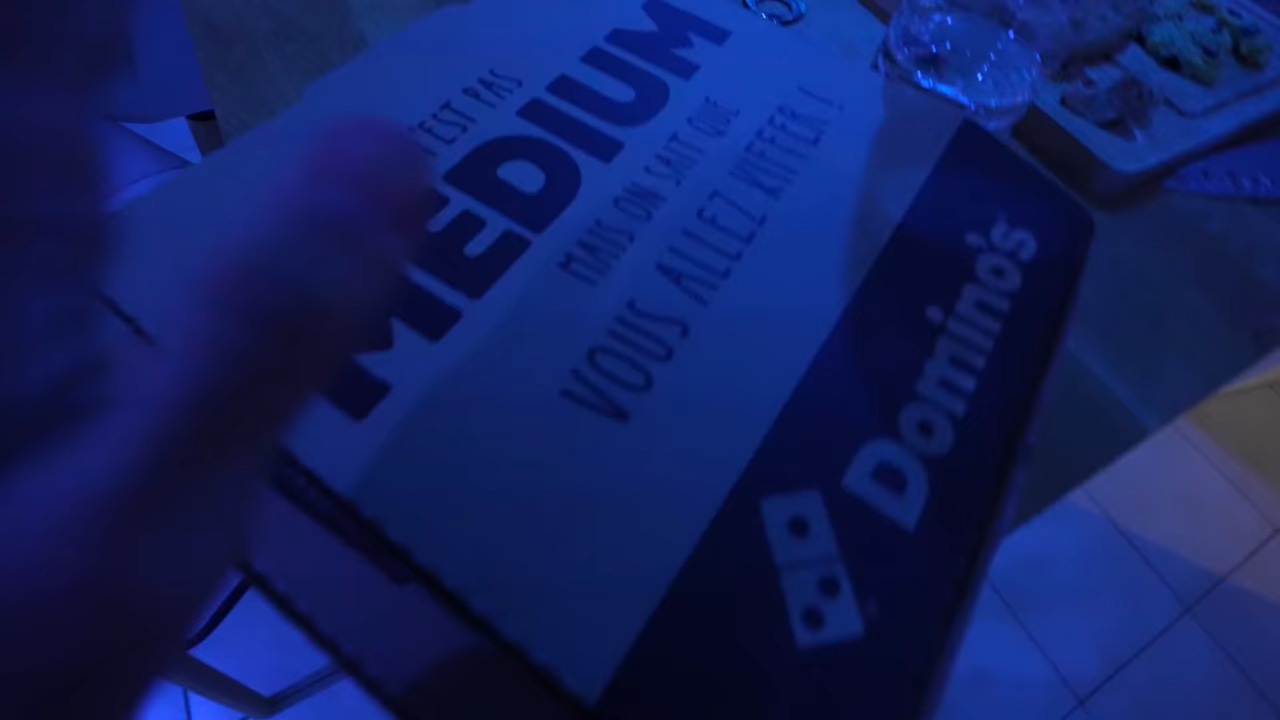 'EST PAS
MEDIUM
MAIS ON SAIT QUE
VOUS ALLEZ KIFFER !
Domino's